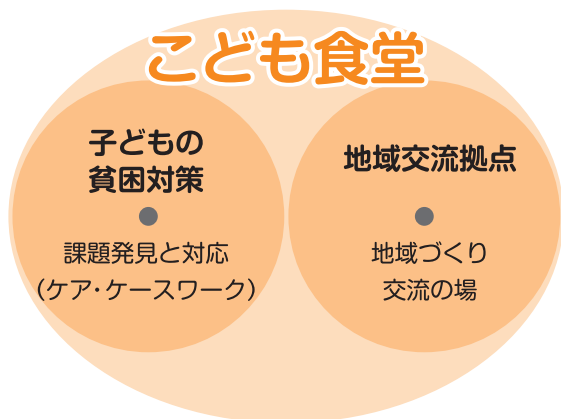 こども食堂
子どもの
貧困対策
課題発見と対応
（ケア・ケースワーク）
地域交流拠点
地域づくり
交流の場